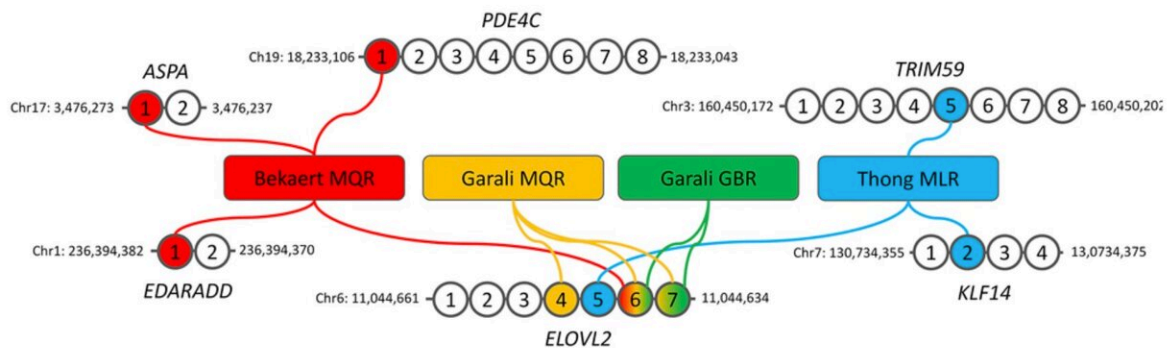 PDE4C
Ch19: 18,233,106 1 2 3 4 5 6 7 8 18,233,043
ASPA
Chr17: 3,476,273 1 2 3,476,237
TRIM59
Chr3: 160,450,172 1 2 3 4 5 6 7 8 160,450,202
Bekaert MQR
Garali MQR
Garali GBR
Thong MLR
Chr1: 236,394,382 1 2 236,394,370
EDARADD
Chr7: 130,734,355 1 2 3 4 13,0734,375
KLF14
Chr6: 11,044,661 1 2 3 4 5 6 7 11,044,634
ELOVL2